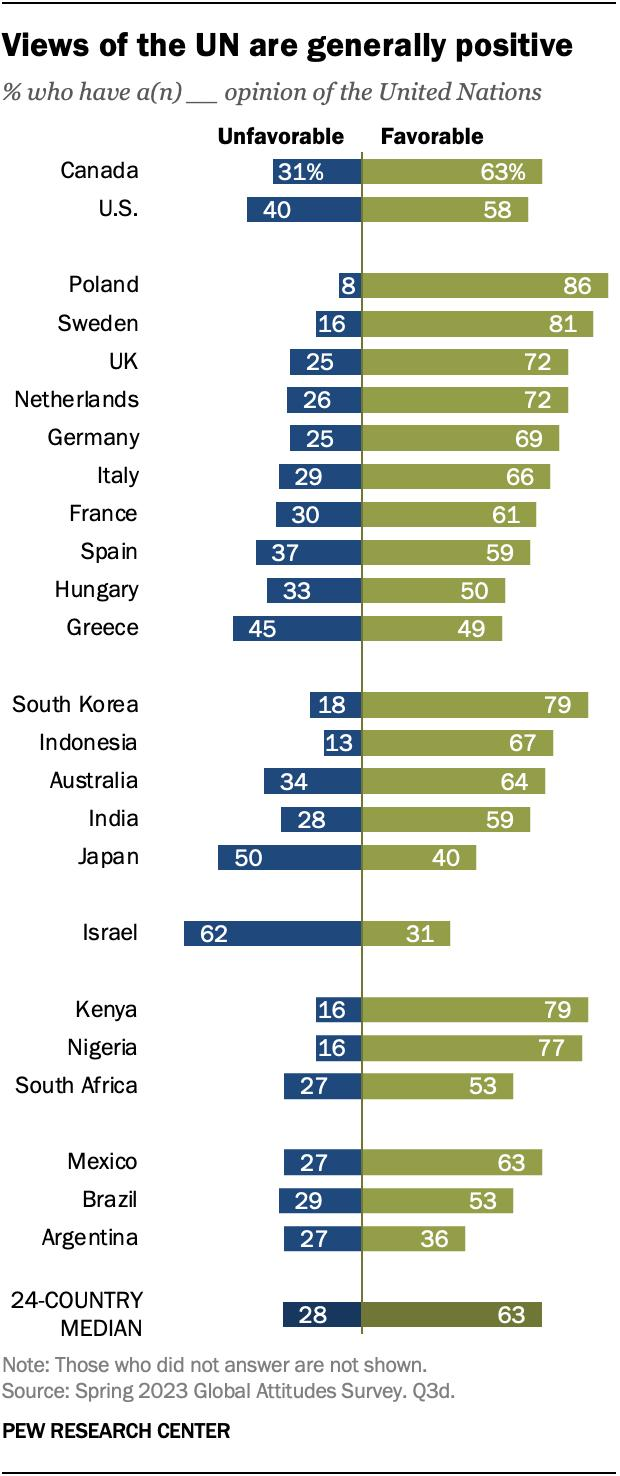 Views of the UN are generally positive
% who have a(n) __ opinion of the United Nations
Unfavorable Favorable
Canada 31% 63%
U.S. 40 58
Poland 8 86
Sweden 16 81
UK 25 72
Netherlands 26 72
Germany 25 69
Italy 29 66
France 30 61
Spain 37 59
Hungary 33 50
Greece 45 49
South Korea 18 79
Indonesia 13 67
Australia 34 64
India 28 59
Japan 50 40
Israel 62 31
Kenya 16 79
Nigeria 16 77
South Africa 27 53
Mexico 27 63
Brazil 29 53
Argentina 27 36
24-COUNTRY
MEDIAN 28 63
Note: Those who did not answer are not shown.
Source: Spring 2023 Global Attitudes Survey. Q3d.
PEW RESEARCH CENTER